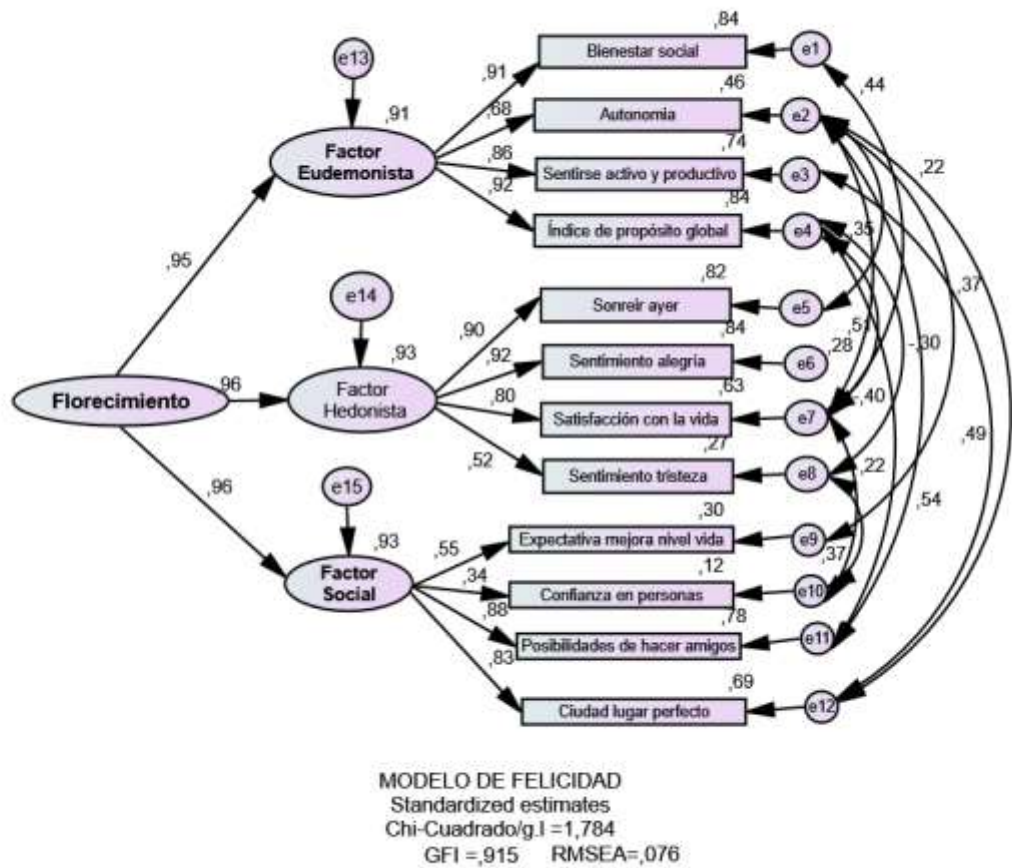 ,84
e13
Bienestar social
e1
,91
,44
,46
,91
,68
Autonomia
e2
Factor
Eudemonista
,74
,86
Sentirse activo y productivo
e3
,22
,92
,84
Índice de propósito global
e4
,35
,95
,82
,37
e14
Sonreir ayer
e5
,90
,84
,51
-,30
,93
,92
Sentimiento alegría
,28
e6
Florecimiento
,96
Factor
Hedonista
,80
,63
-,40
Satisfacción con la vida
e7
,49
,52
,27
,96
e15
Sentimiento tristeza
e8
,22
,54
,30
,93
,55
Expectativa mejora nivel vida
e9
,37
Factor
Social
,34
,12
Confianza en personas
e10
,88
,78
Posibilidades de hacer amigos
e11
,83
,69
Ciudad lugar perfecto
e12
MODELO DE FELICIDAD
Standardized estimates
Chi-Cuadrado/g.l =1,784
GFI =,915 RMSEA=,076